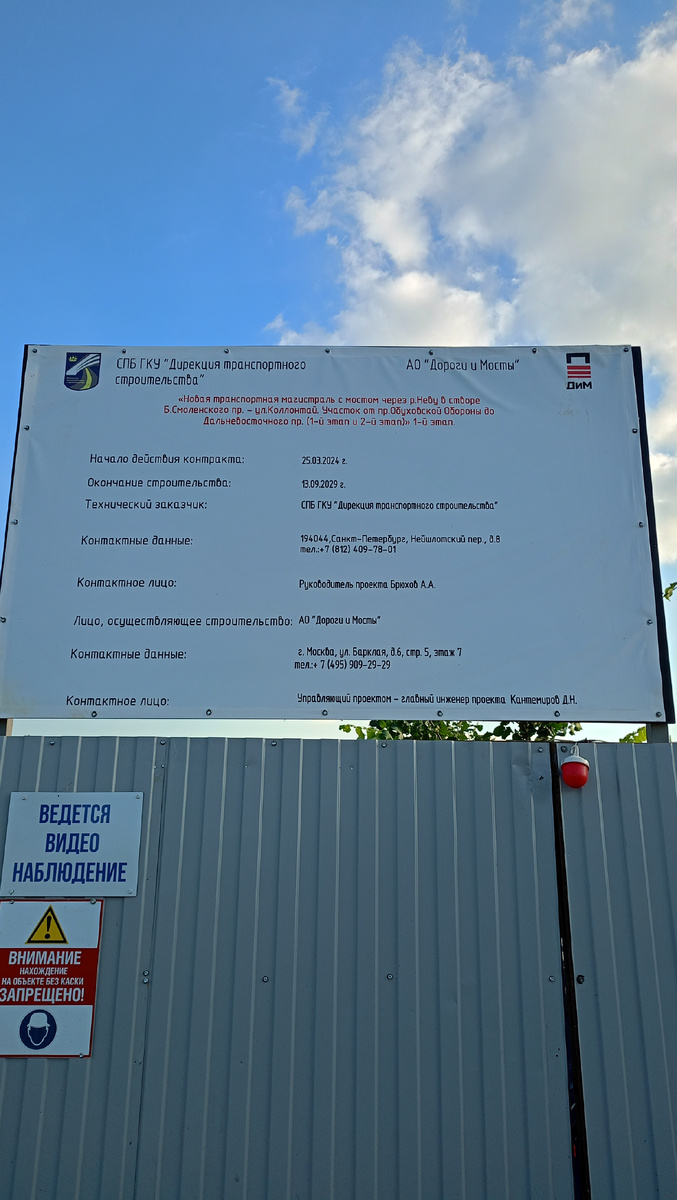 СПБ ГКУ "Дирекция транспортного
строительства"
АО "Дороги и Мосты"
ДиМ
«Новая транспортная магистраль с мостом через р.Неву в створе
Б.Смоленского пр. - ул.Коллонтай. Участок от пр.Обуховской Обороны до
Дальневосточного пр. (1-й этап и 2-й этап)» 1-й этап.
Начало действия контракта: 25.03.2024 г.
Окончание строительства: 13.09.2029 г.
Технический заказчик: СПБ ГКУ "Дирекция транспортного строительства"
Контактные данные: 194044,Санкт-Петербург, Нейшлотский пер., д.8
тел.:+7 (812) 409-78-01
Контактное лицо: Руководитель проекта Брюхов А.А.
Лицо, осуществляющее строительство: АО "Дороги и Мосты"
Контактные данные: г. Москва, ул. Барклая, д.6, стр. 5, этаж 7
тел.:+ 7 (495) 909-29-29
Контактное лицо: Управляющий проектом - главный инженер проекта Кантемиров Д.Н.
ВЕДЕТСЯ
ВИДЕО
НАБЛЮДЕНИЕ
ВНИМАНИЕ
НАХОЖДЕНИЕ
НА ОБЪЕКТЕ БЕЗ КАСКИ
ЗАПРЕЩЕНО!